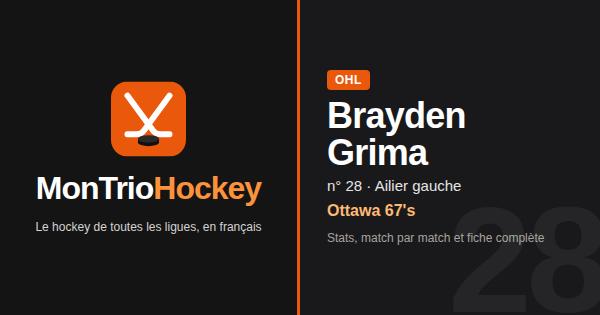 MonTrioHockey
Le hockey de toutes les ligues, en français
OHL
Brayden
Grima
n° 28 · Ailier gauche
Ottawa 67's
Stats, match par match et fiche complète
28